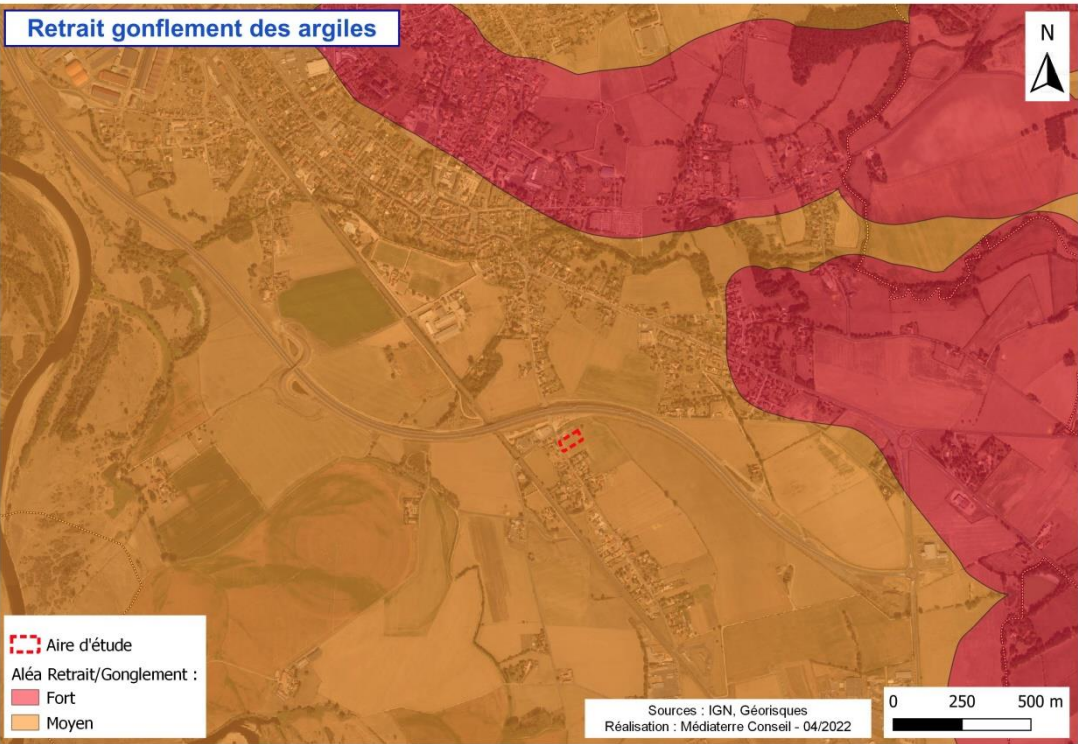 Retrait gonflement des argiles
N
Aire d'étude
Aléa Retrait/Gonglement :
Fort
Moyen
Sources : IGN, Géorisques
Réalisation : Médiaterre Conseil - 04/2022
0 250 500 m